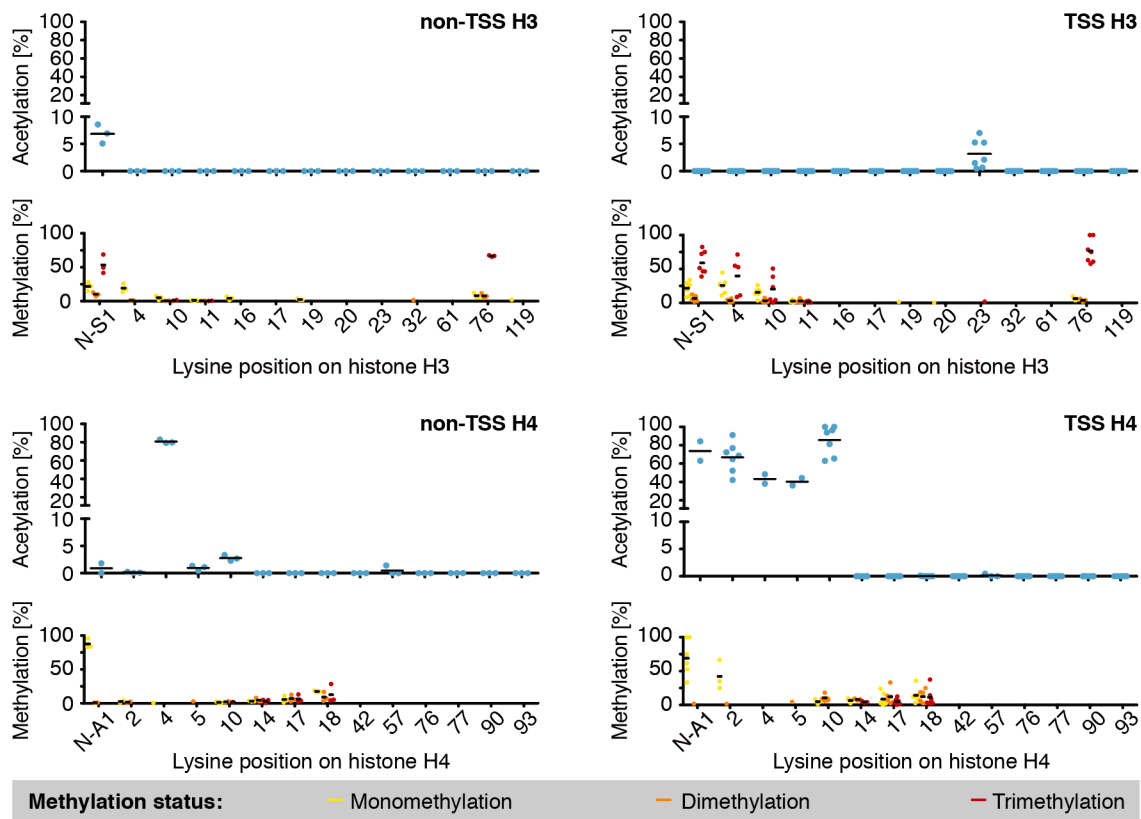 non-TSS H3
Acetylation [%]
100
80
60
40
20
10
5
0
Methylation [%]
100
50
0
N-S1 4 10 11 16 17 19 20 23 32 61 76 119
Lysine position on histone H3
TSS H3
Acetylation [%]
100
80
60
40
20
10
5
0
Methylation [%]
100
50
0
N-S1 4 10 11 16 17 19 20 23 32 61 76 119
Lysine position on histone H3
non-TSS H4
Acetylation [%]
100
80
60
40
20
10
5
0
Methylation [%]
100
50
0
N-A1 2 4 5 10 14 17 18 42 57 76 77 90 93
Lysine position on histone H4
TSS H4
Acetylation [%]
100
80
60
40
20
10
5
0
Methylation [%]
100
50
0
N-A1 2 4 5 10 14 17 18 42 57 76 77 90 93
Lysine position on histone H4
Methylation status: Monomethylation Dimethylation Trimethylation